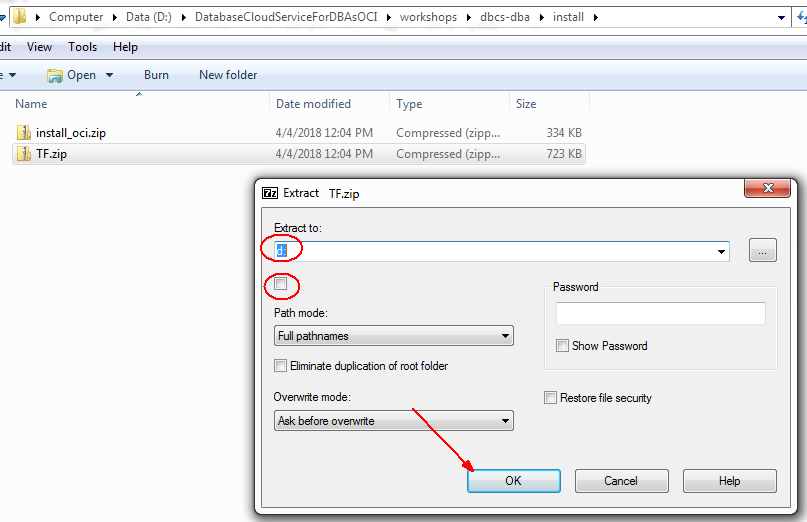 Computer Data (D:) DatabaseCloudServiceForDBAsOCI workshops dbcs-dba install
dit View Tools Help
e Open Burn New folder
Name Date modified Type Size
install_oci.zip 4/4/2018 12:04 PM Compressed (zipp... 334 KB
TF.zip 4/4/2018 12:04 PM Compressed (zipp... 723 KB
7z Extract TF.zip
Extract to:
d: ...
Password
Path mode:
Full pathnames
Show Password
Eliminate duplication of root folder
Overwrite mode:
Restore file security
Ask before overwrite
OK Cancel Help